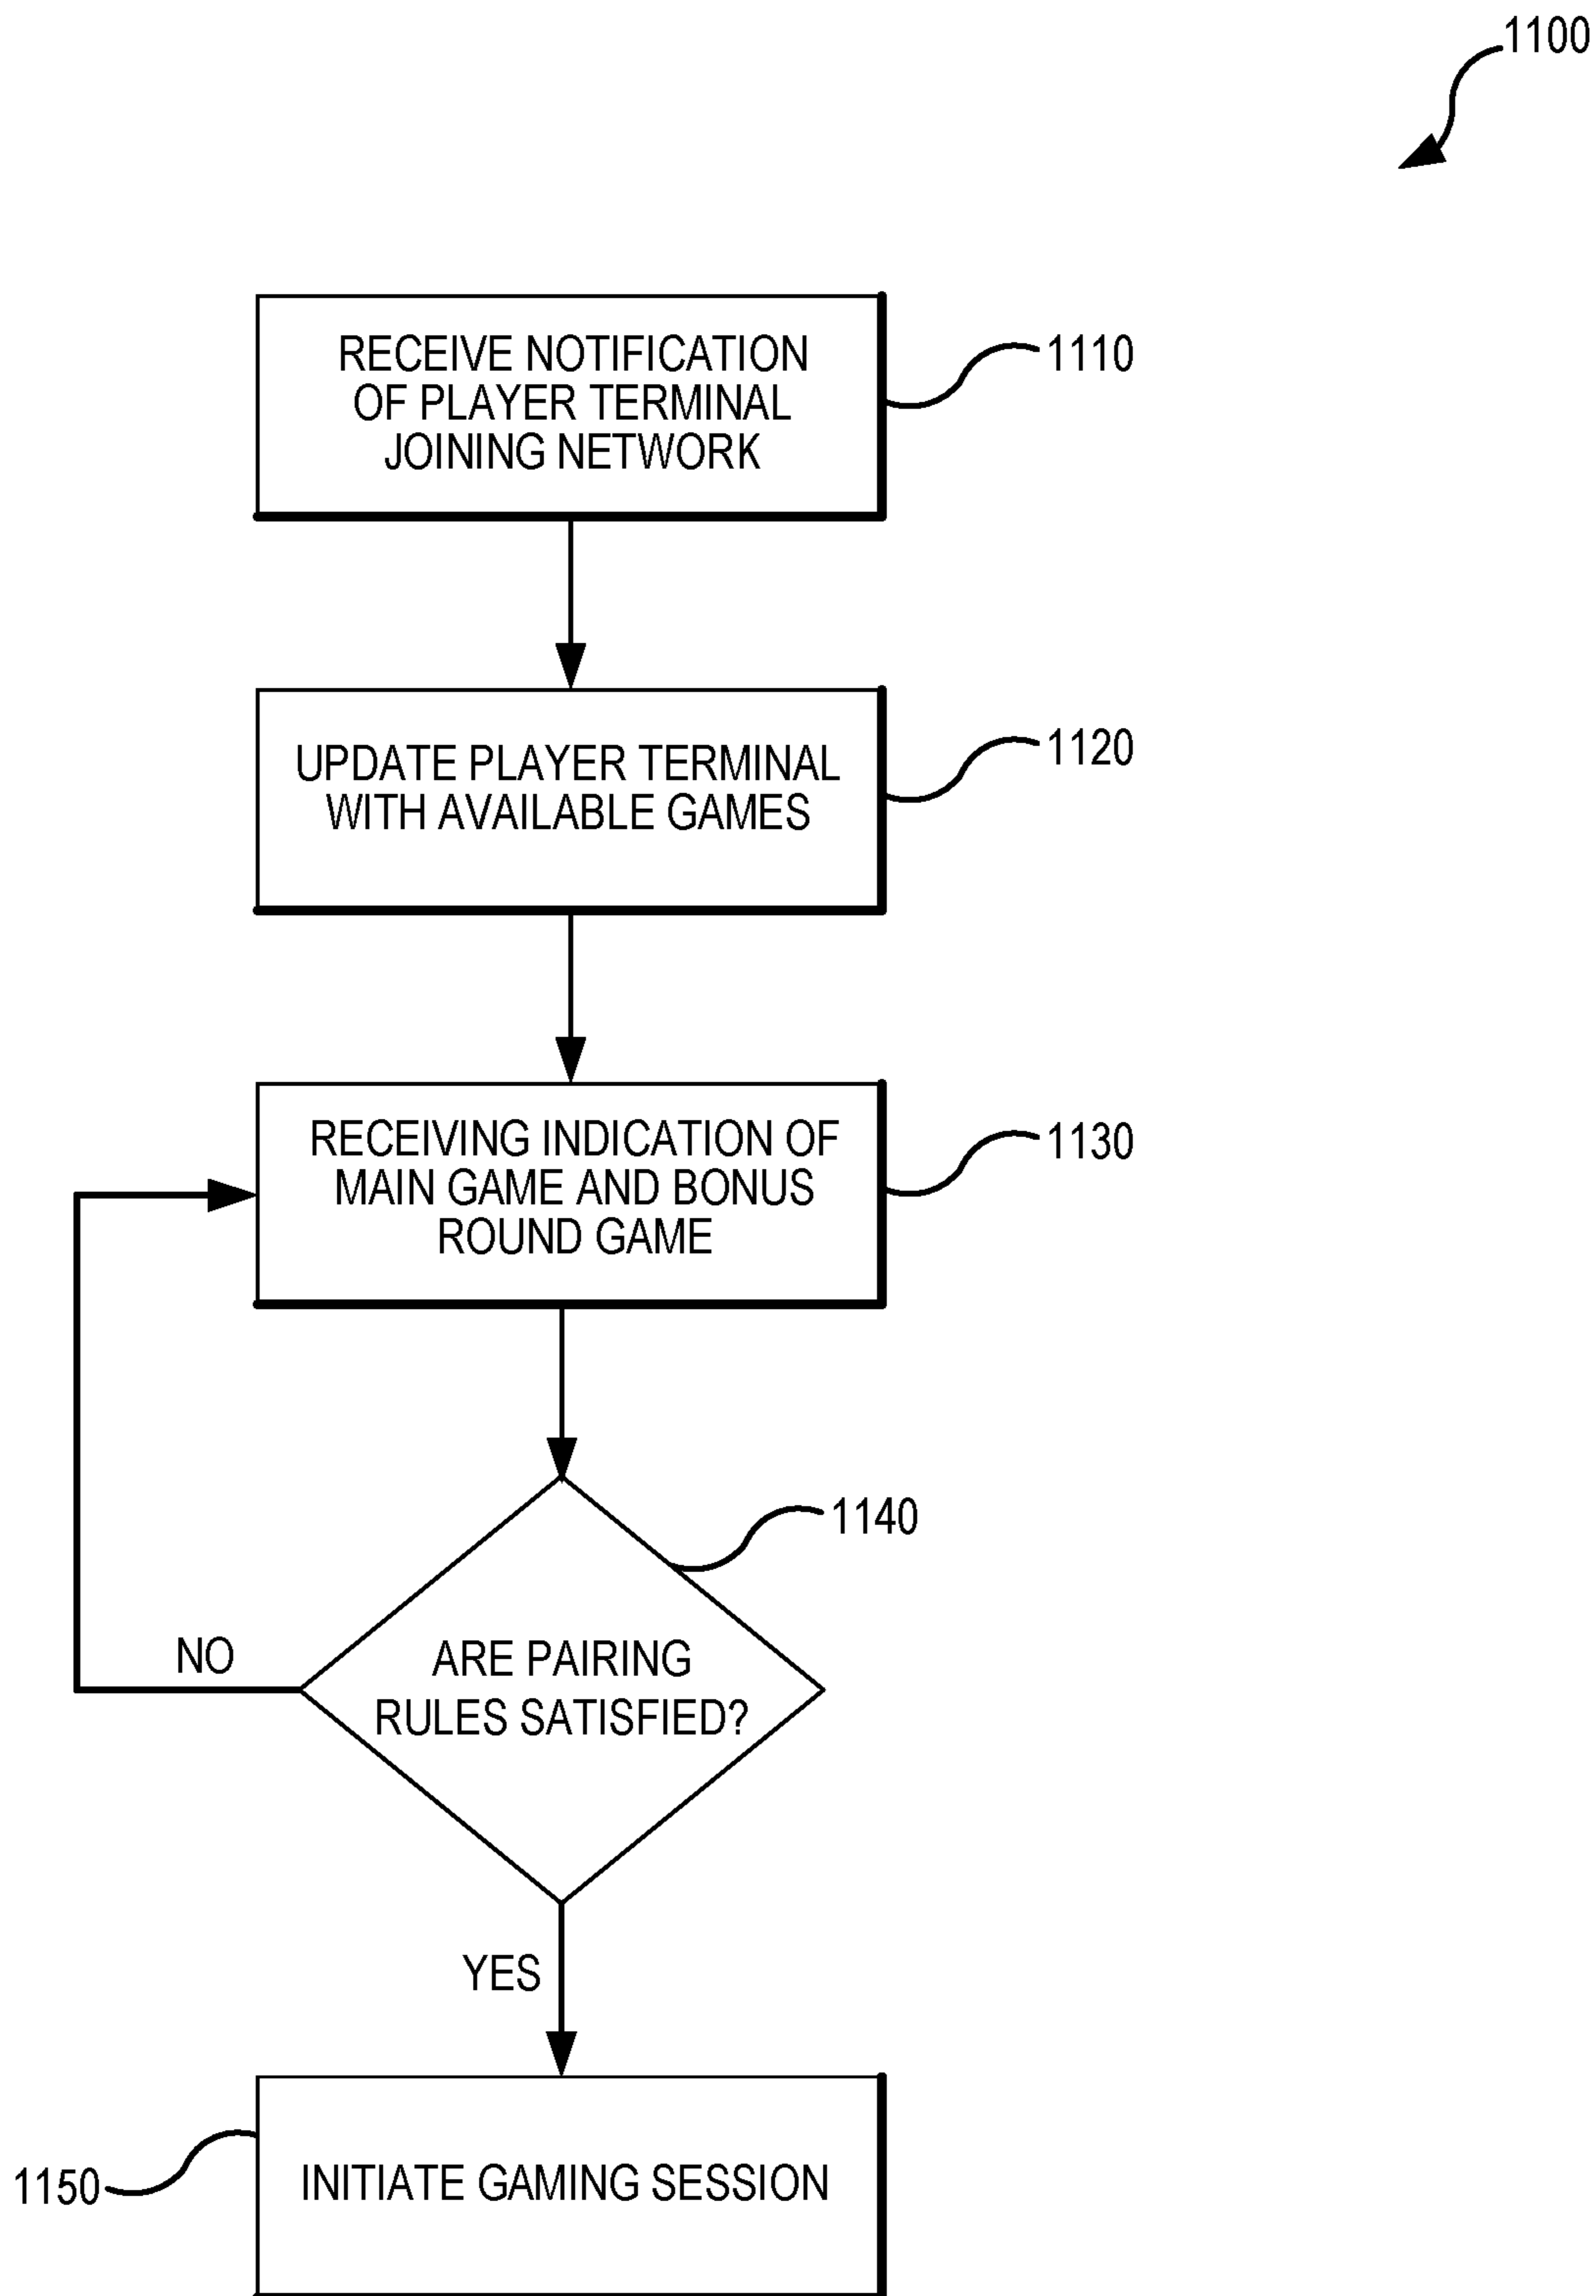 1100
RECEIVE NOTIFICATION
OF PLAYER TERMINAL
JOINING NETWORK
1110
UPDATE PLAYER TERMINAL
WITH AVAILABLE GAMES
1120
RECEIVING INDICATION OF
MAIN GAME AND BONUS
ROUND GAME
1130
1140
ARE PAIRING
RULES SATISFIED?
NO
YES
1150
INITIATE GAMING SESSION